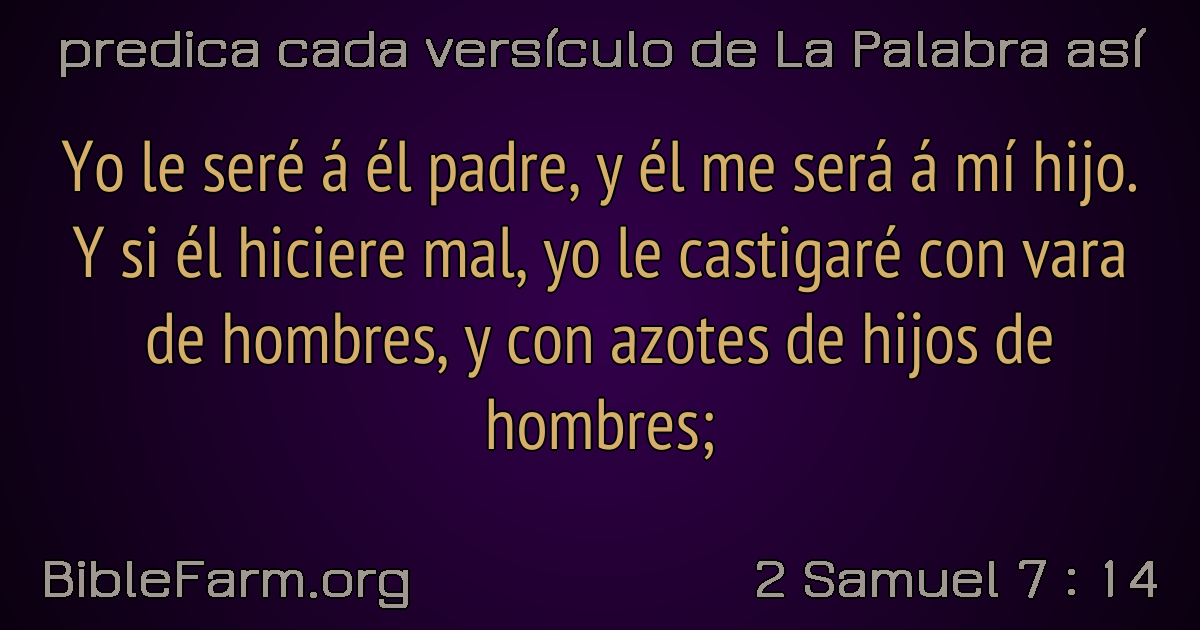 predica cada versículo de La Palabra así
Yo le seré á él padre, y él me será á mí hijo.
Y si él hiciere mal, yo le castigaré con vara
de hombres, y con azotes de hijos de
hombres;
BibleFarm.org
2 Samuel 7 : 14